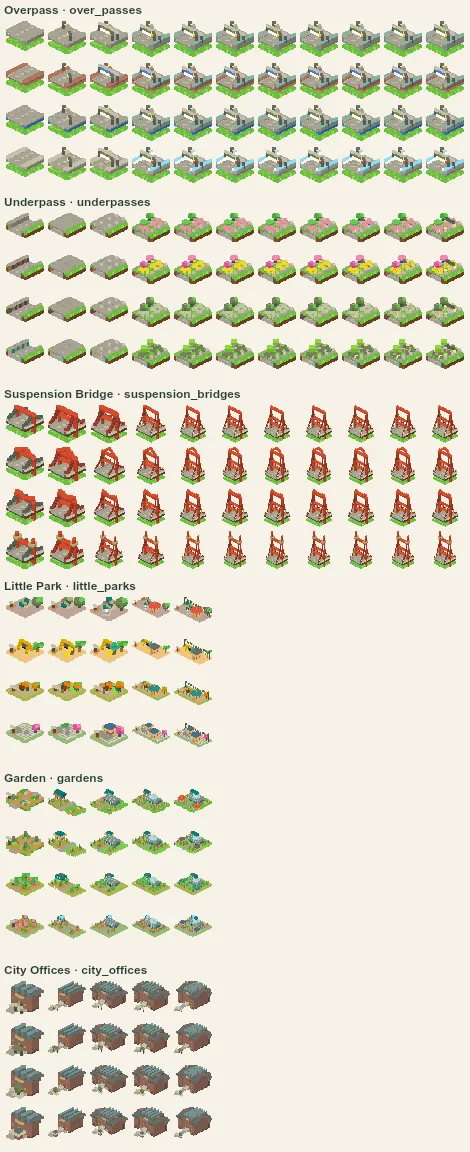 Overpass · over_passes
Underpass · underpasses
Suspension Bridge · suspension_bridges
Little Park · little_parks
Garden · gardens
City Offices · city_offices